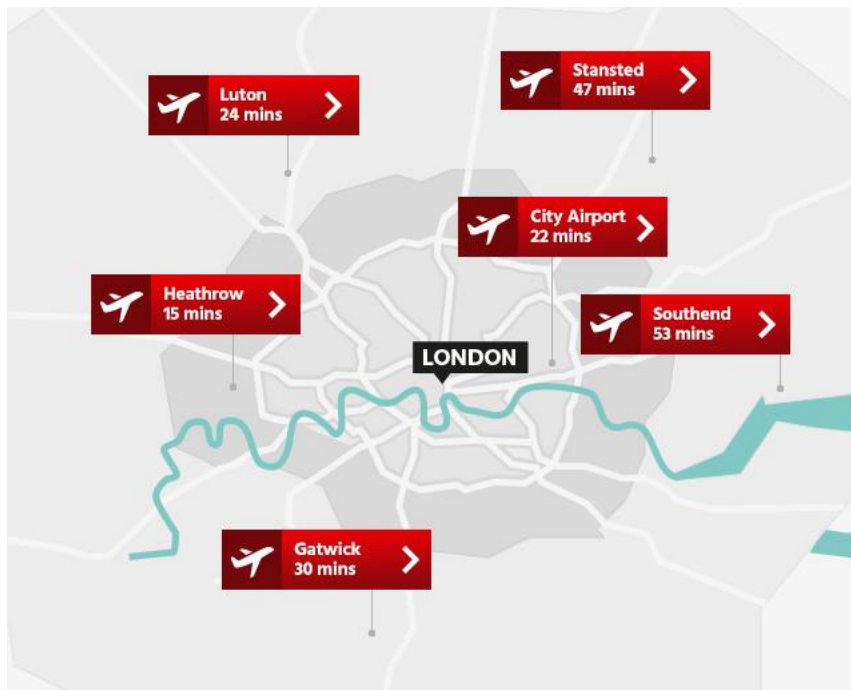 Luton
24 mins
Stansted
47 mins
City Airport
22 mins
Heathrow
15 mins
Southend
53 mins
LONDON
Gatwick
30 mins